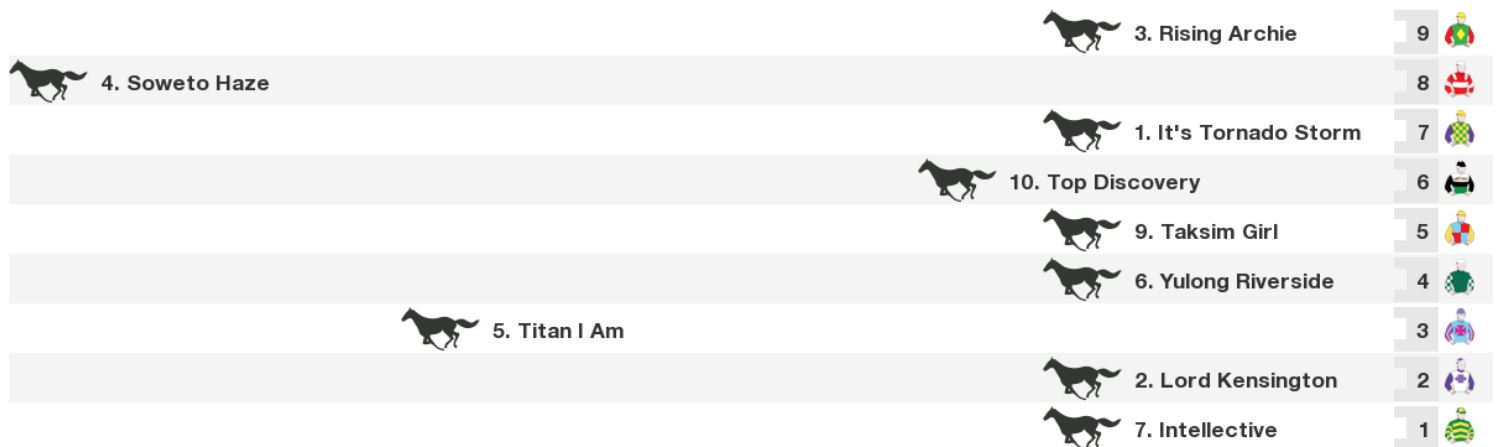 3. Rising Archie 9
4. Soweto Haze 8
1. It's Tornado Storm 7
10. Top Discovery 6
9. Taksim Girl 5
6. Yulong Riverside 4
5. Titan I Am 3
2. Lord Kensington 2
7. Intellective 1